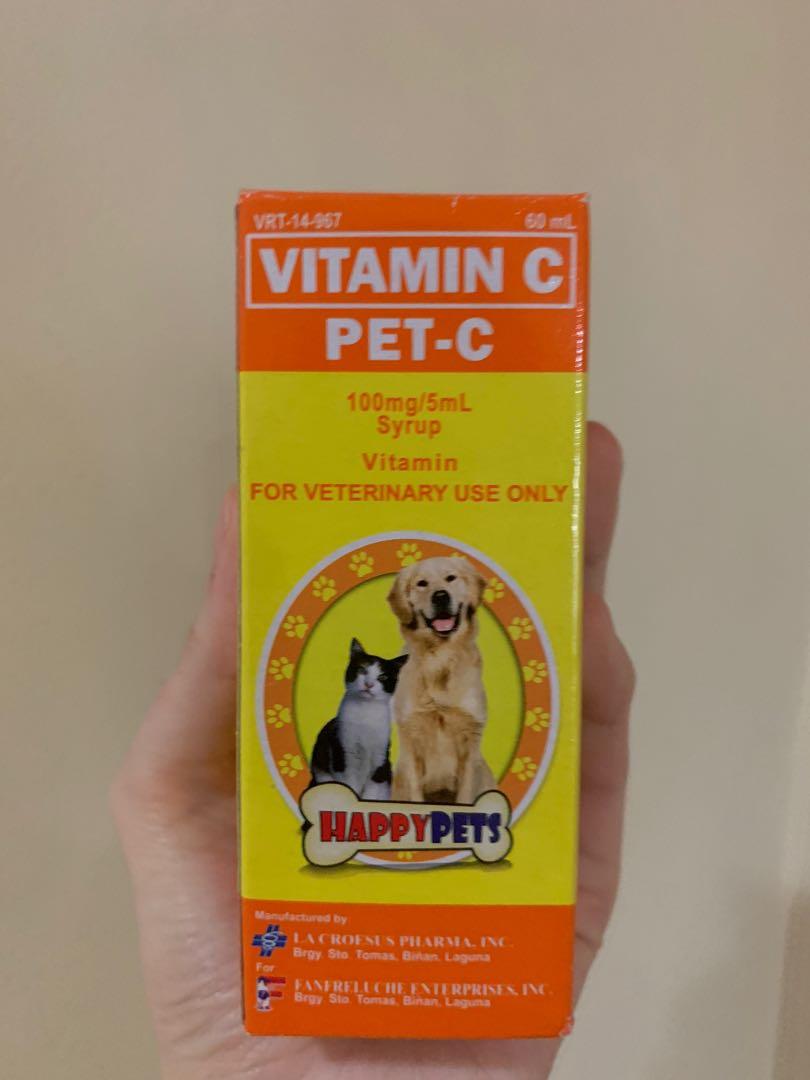 VRT-14-967 60 mL
VITAMIN C
PET-C
100mg/5mL
Syrup
Vitamin
FOR VETERINARY USE ONLY
HAPPYPETS
Manufactured by
LA CROESUS PHARMA, INC.
Brgy. Sto. Tomas, Biñan, Laguna
For
FANFRELUCHE ENTERPRISES, INC.
Brgy. Sto. Tomas, Biñan, Laguna